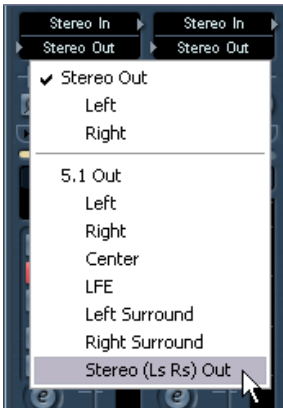 Stereo In Stereo In
Stereo Out Stereo Out
✓ Stereo Out
Left
Right
5.1 Out
Left
Right
Center
LFE
Left Surround
Right Surround
Stereo (Ls Rs) Out
e e